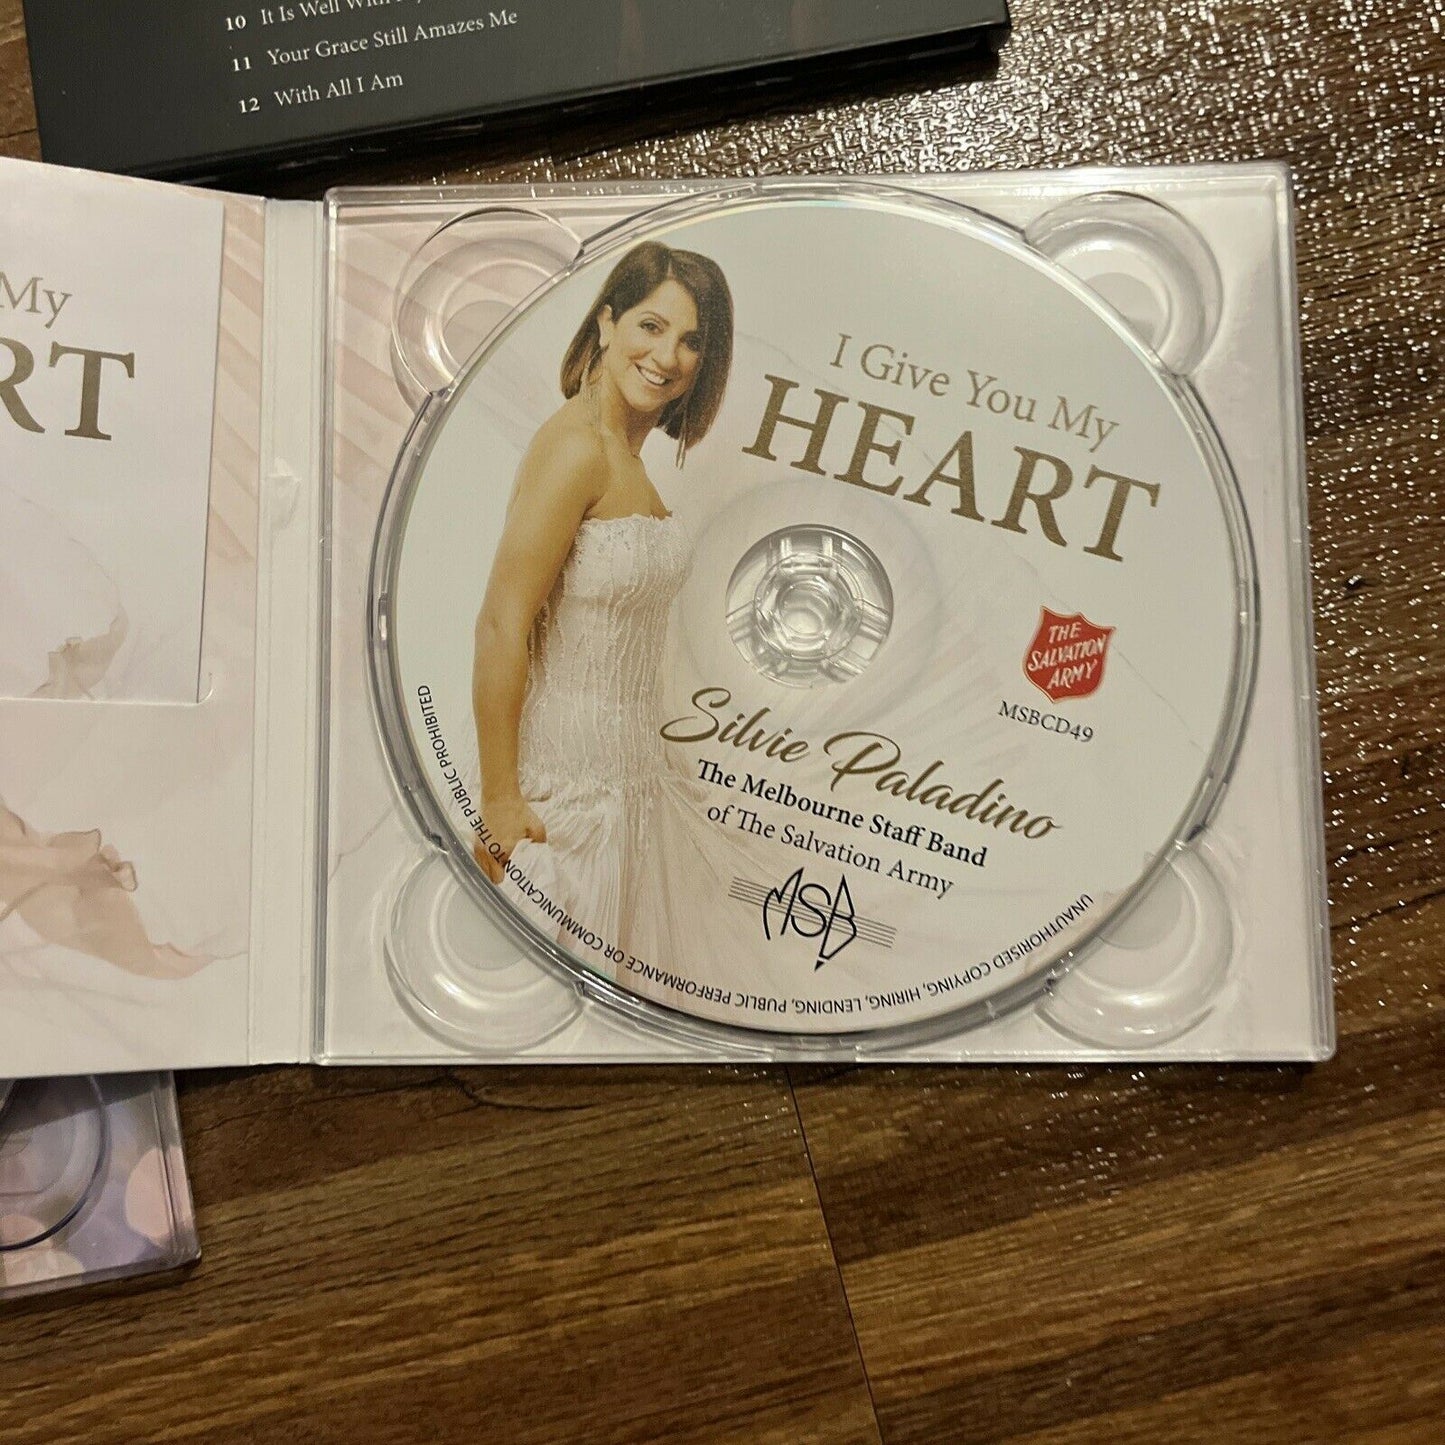 10 It Is Well With
11 Your Grace Still Amazes Me
12 With All I Am
My
RT
I Give You My
HEART
THE
SALVATION
ARMY
MSBCD49
Silvie Paladino
The Melbourne Staff Band
of The Salvation Army
MSB
UNAUTHORISED COPYING, HIRING, LENDING, PUBLIC PERFORMANCE OR COMMUNICATION TO THE PUBLIC PROHIBITED